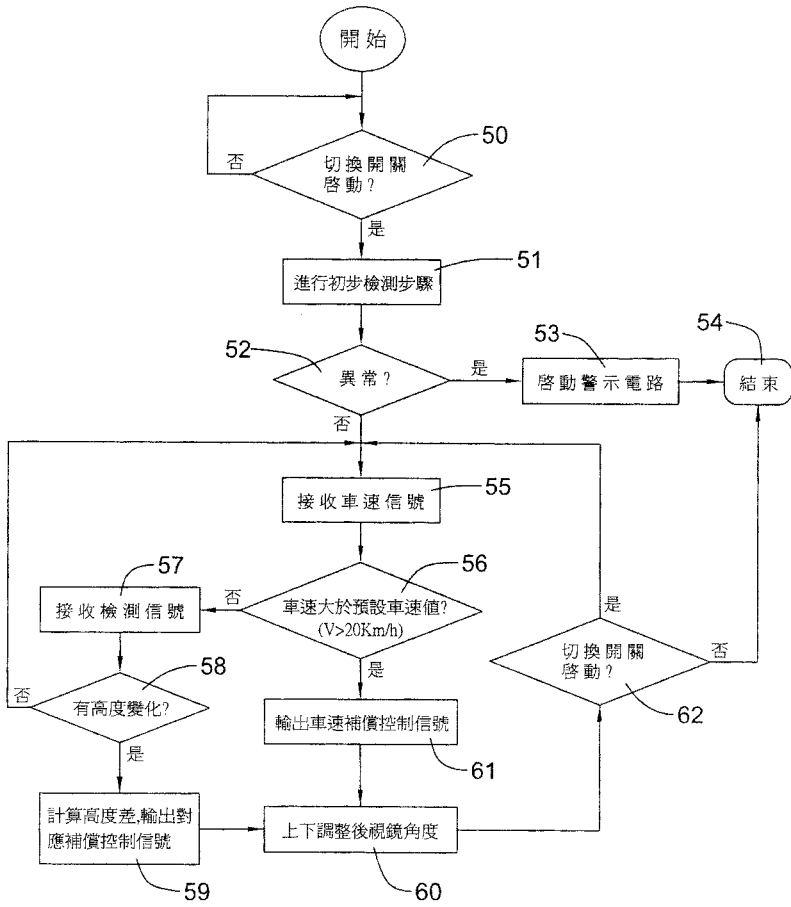 開始
50
切換開關
啓動?
否
是
51
進行初步檢測步驟
52
異常?
是
53
啓動警示電路
54
結束
否
55
接收車速信號
56
車速大於預設車速值?
(V>20Km/h)
否
57
接收檢測信號
58
有高度變化?
否
是
是
輸出車速補償控制信號
61
是
切換開關
啓動?
否
62
計算高度差,輸出對
應補償控制信號
59
上下調整後視鏡角度
60